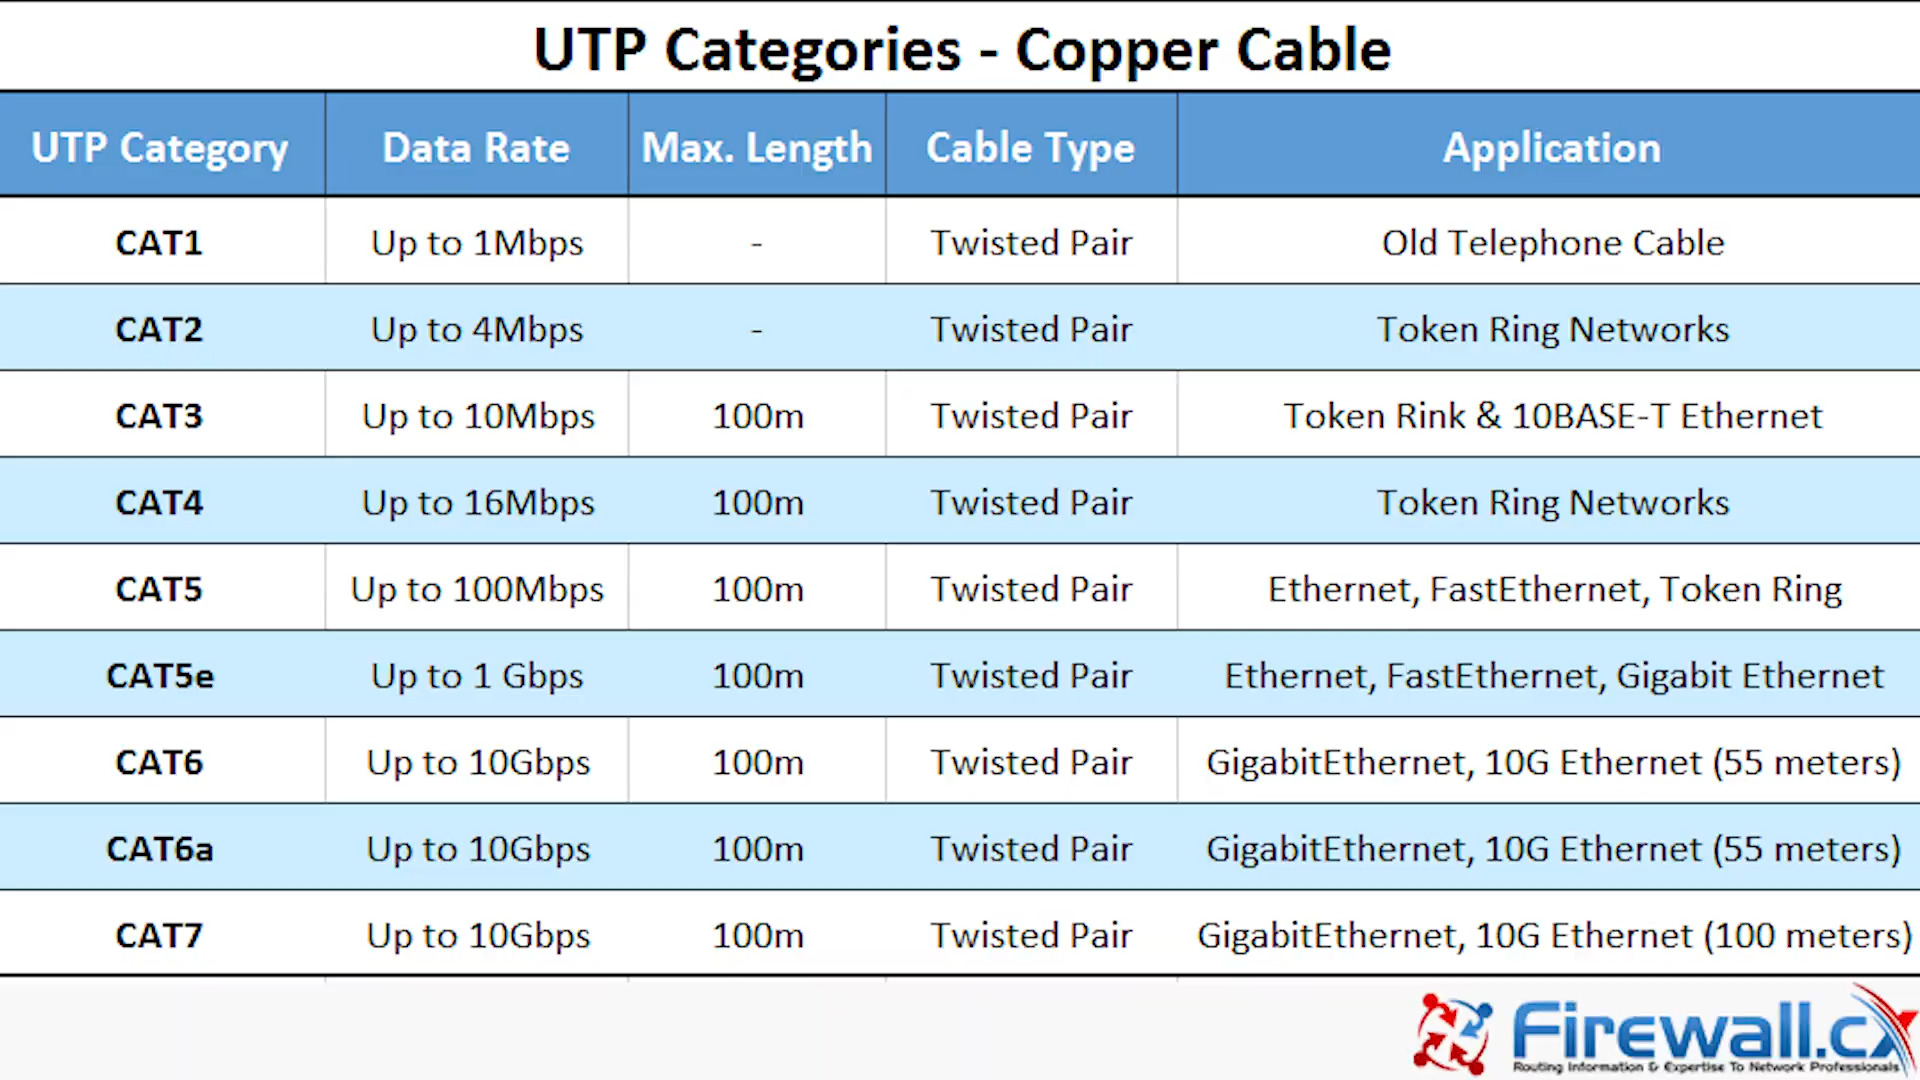 UTP Categories - Copper Cable
UTP Category Data Rate Max. Length Cable Type Application
CAT1 Up to 1Mbps - Twisted Pair Old Telephone Cable
CAT2 Up to 4Mbps - Twisted Pair Token Ring Networks
CAT3 Up to 10Mbps 100m Twisted Pair Token Rink & 10BASE-T Ethernet
CAT4 Up to 16Mbps 100m Twisted Pair Token Ring Networks
CAT5 Up to 100Mbps 100m Twisted Pair Ethernet, FastEthernet, Token Ring
CAT5e Up to 1 Gbps 100m Twisted Pair Ethernet, FastEthernet, Gigabit Ethernet
CAT6 Up to 10Gbps 100m Twisted Pair GigabitEthernet, 10G Ethernet (55 meters)
CAT6a Up to 10Gbps 100m Twisted Pair GigabitEthernet, 10G Ethernet (55 meters)
CAT7 Up to 10Gbps 100m Twisted Pair GigabitEthernet, 10G Ethernet (100 meters)
Firewall.cx
Routing Information & Expertise To Network Professionals